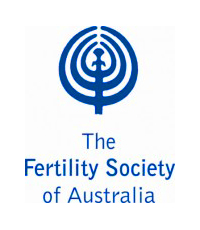 The
Fertility Society
of Australia